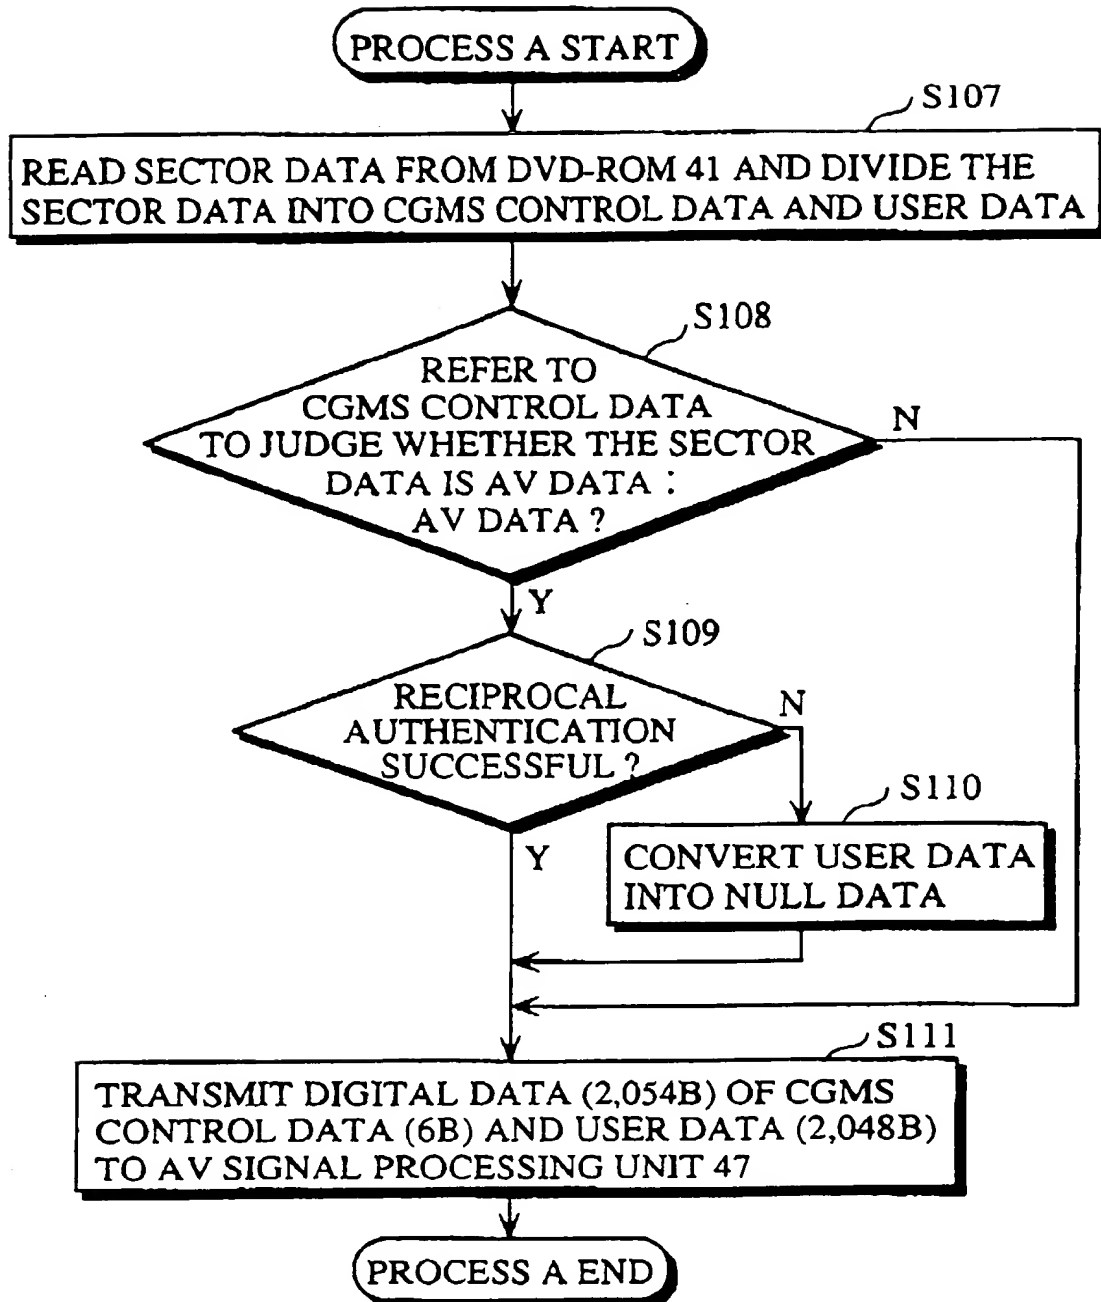 PROCESS A START
S107
READ SECTOR DATA FROM DVD-ROM 41 AND DIVIDE THE
SECTOR DATA INTO CGMS CONTROL DATA AND USER DATA
S108
REFER TO
CGMS CONTROL DATA
TO JUDGE WHETHER THE SECTOR
DATA IS AV DATA :
AV DATA ?
N
Y
S109
RECIPROCAL
AUTHENTICATION
SUCCESSFUL ?
N
Y
S110
CONVERT USER DATA
INTO NULL DATA
S111
TRANSMIT DIGITAL DATA (2,054B) OF CGMS
CONTROL DATA (6B) AND USER DATA (2,048B)
TO AV SIGNAL PROCESSING UNIT 47
PROCESS A END